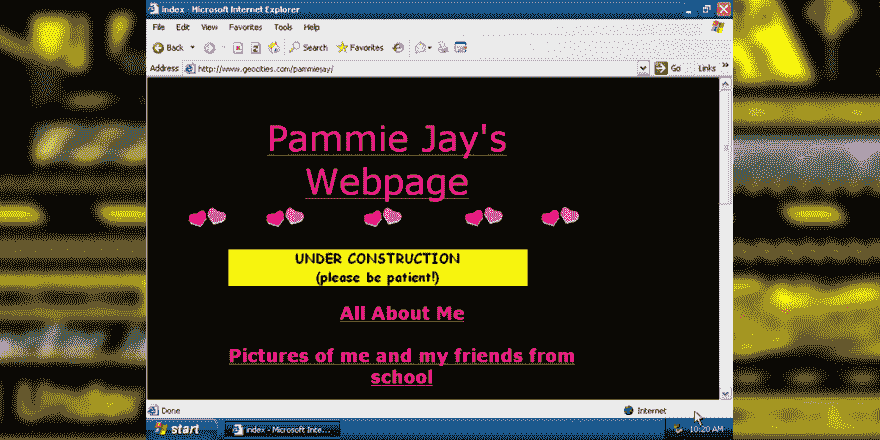 index - Microsoft Internet Explorer
File Edit View Favorites Tools Help
Back Search Favorites
Address http://www.geocities.com/pammiejay/ Go Links »
Pammie Jay's
Webpage
UNDER CONSTRUCTION
(please be patient!)
All About Me
Pictures of me and my friends from
school
Done Internet
start index - Microsoft Inte... 10:20 AM